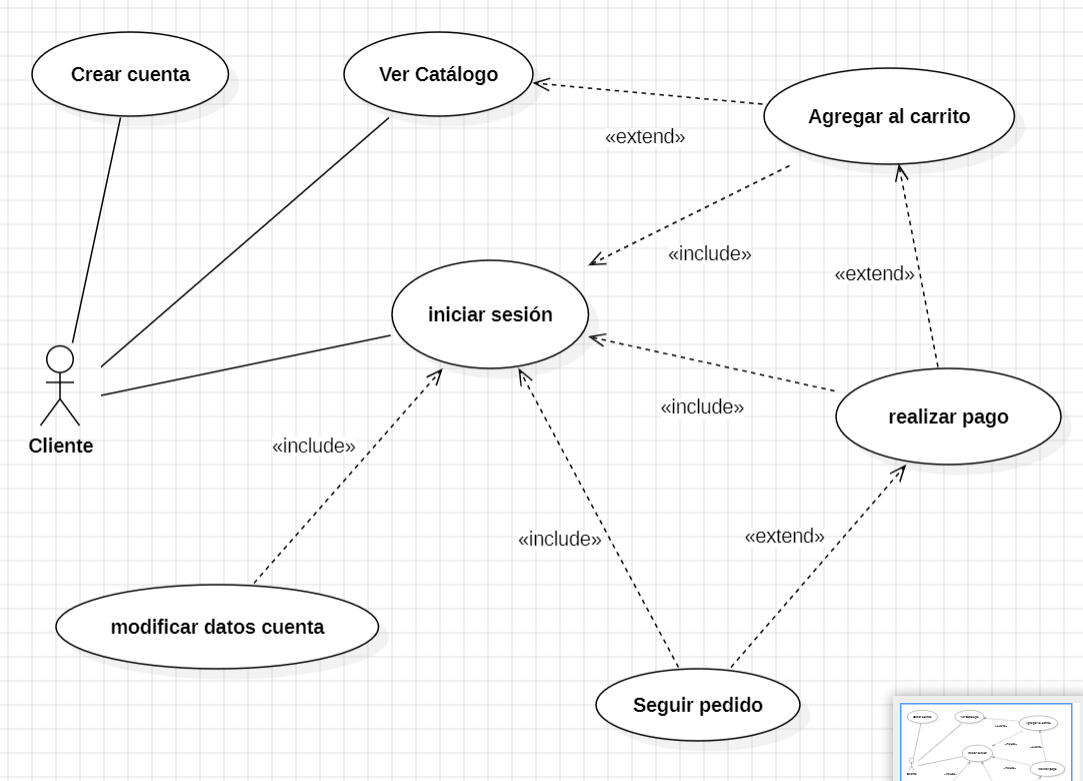 Crear cuenta
Ver Catálogo
Agregar al carrito
«extend»
«include»
«extend»
iniciar sesión
«include»
realizar pago
Cliente
«include»
«include»
«extend»
modificar datos cuenta
Seguir pedido